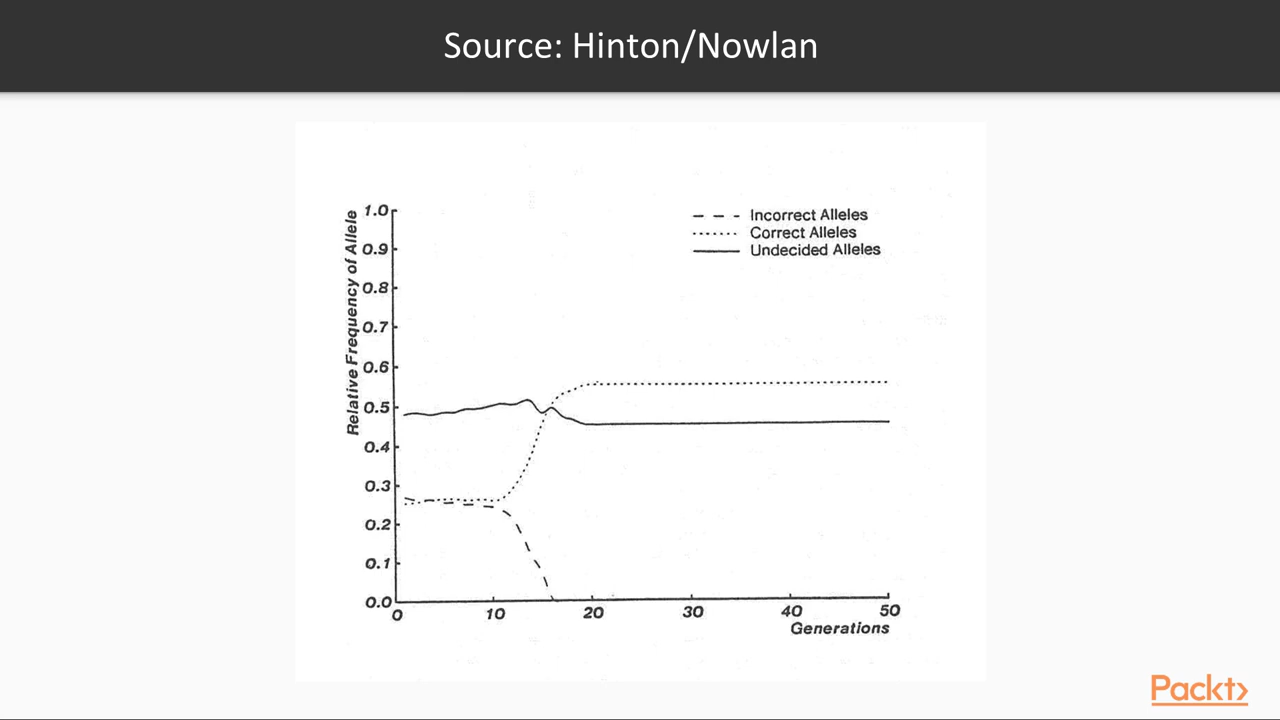 Source: Hinton/Nowlan
Relative Frequency of Allele
1.0
0.9
0.8
0.7
0.6
0.5
0.4
0.3
0.2
0.1
0.0
Incorrect Alleles
Correct Alleles
Undecided Alleles
0 10 20 30 40 50
Generations
Packt>